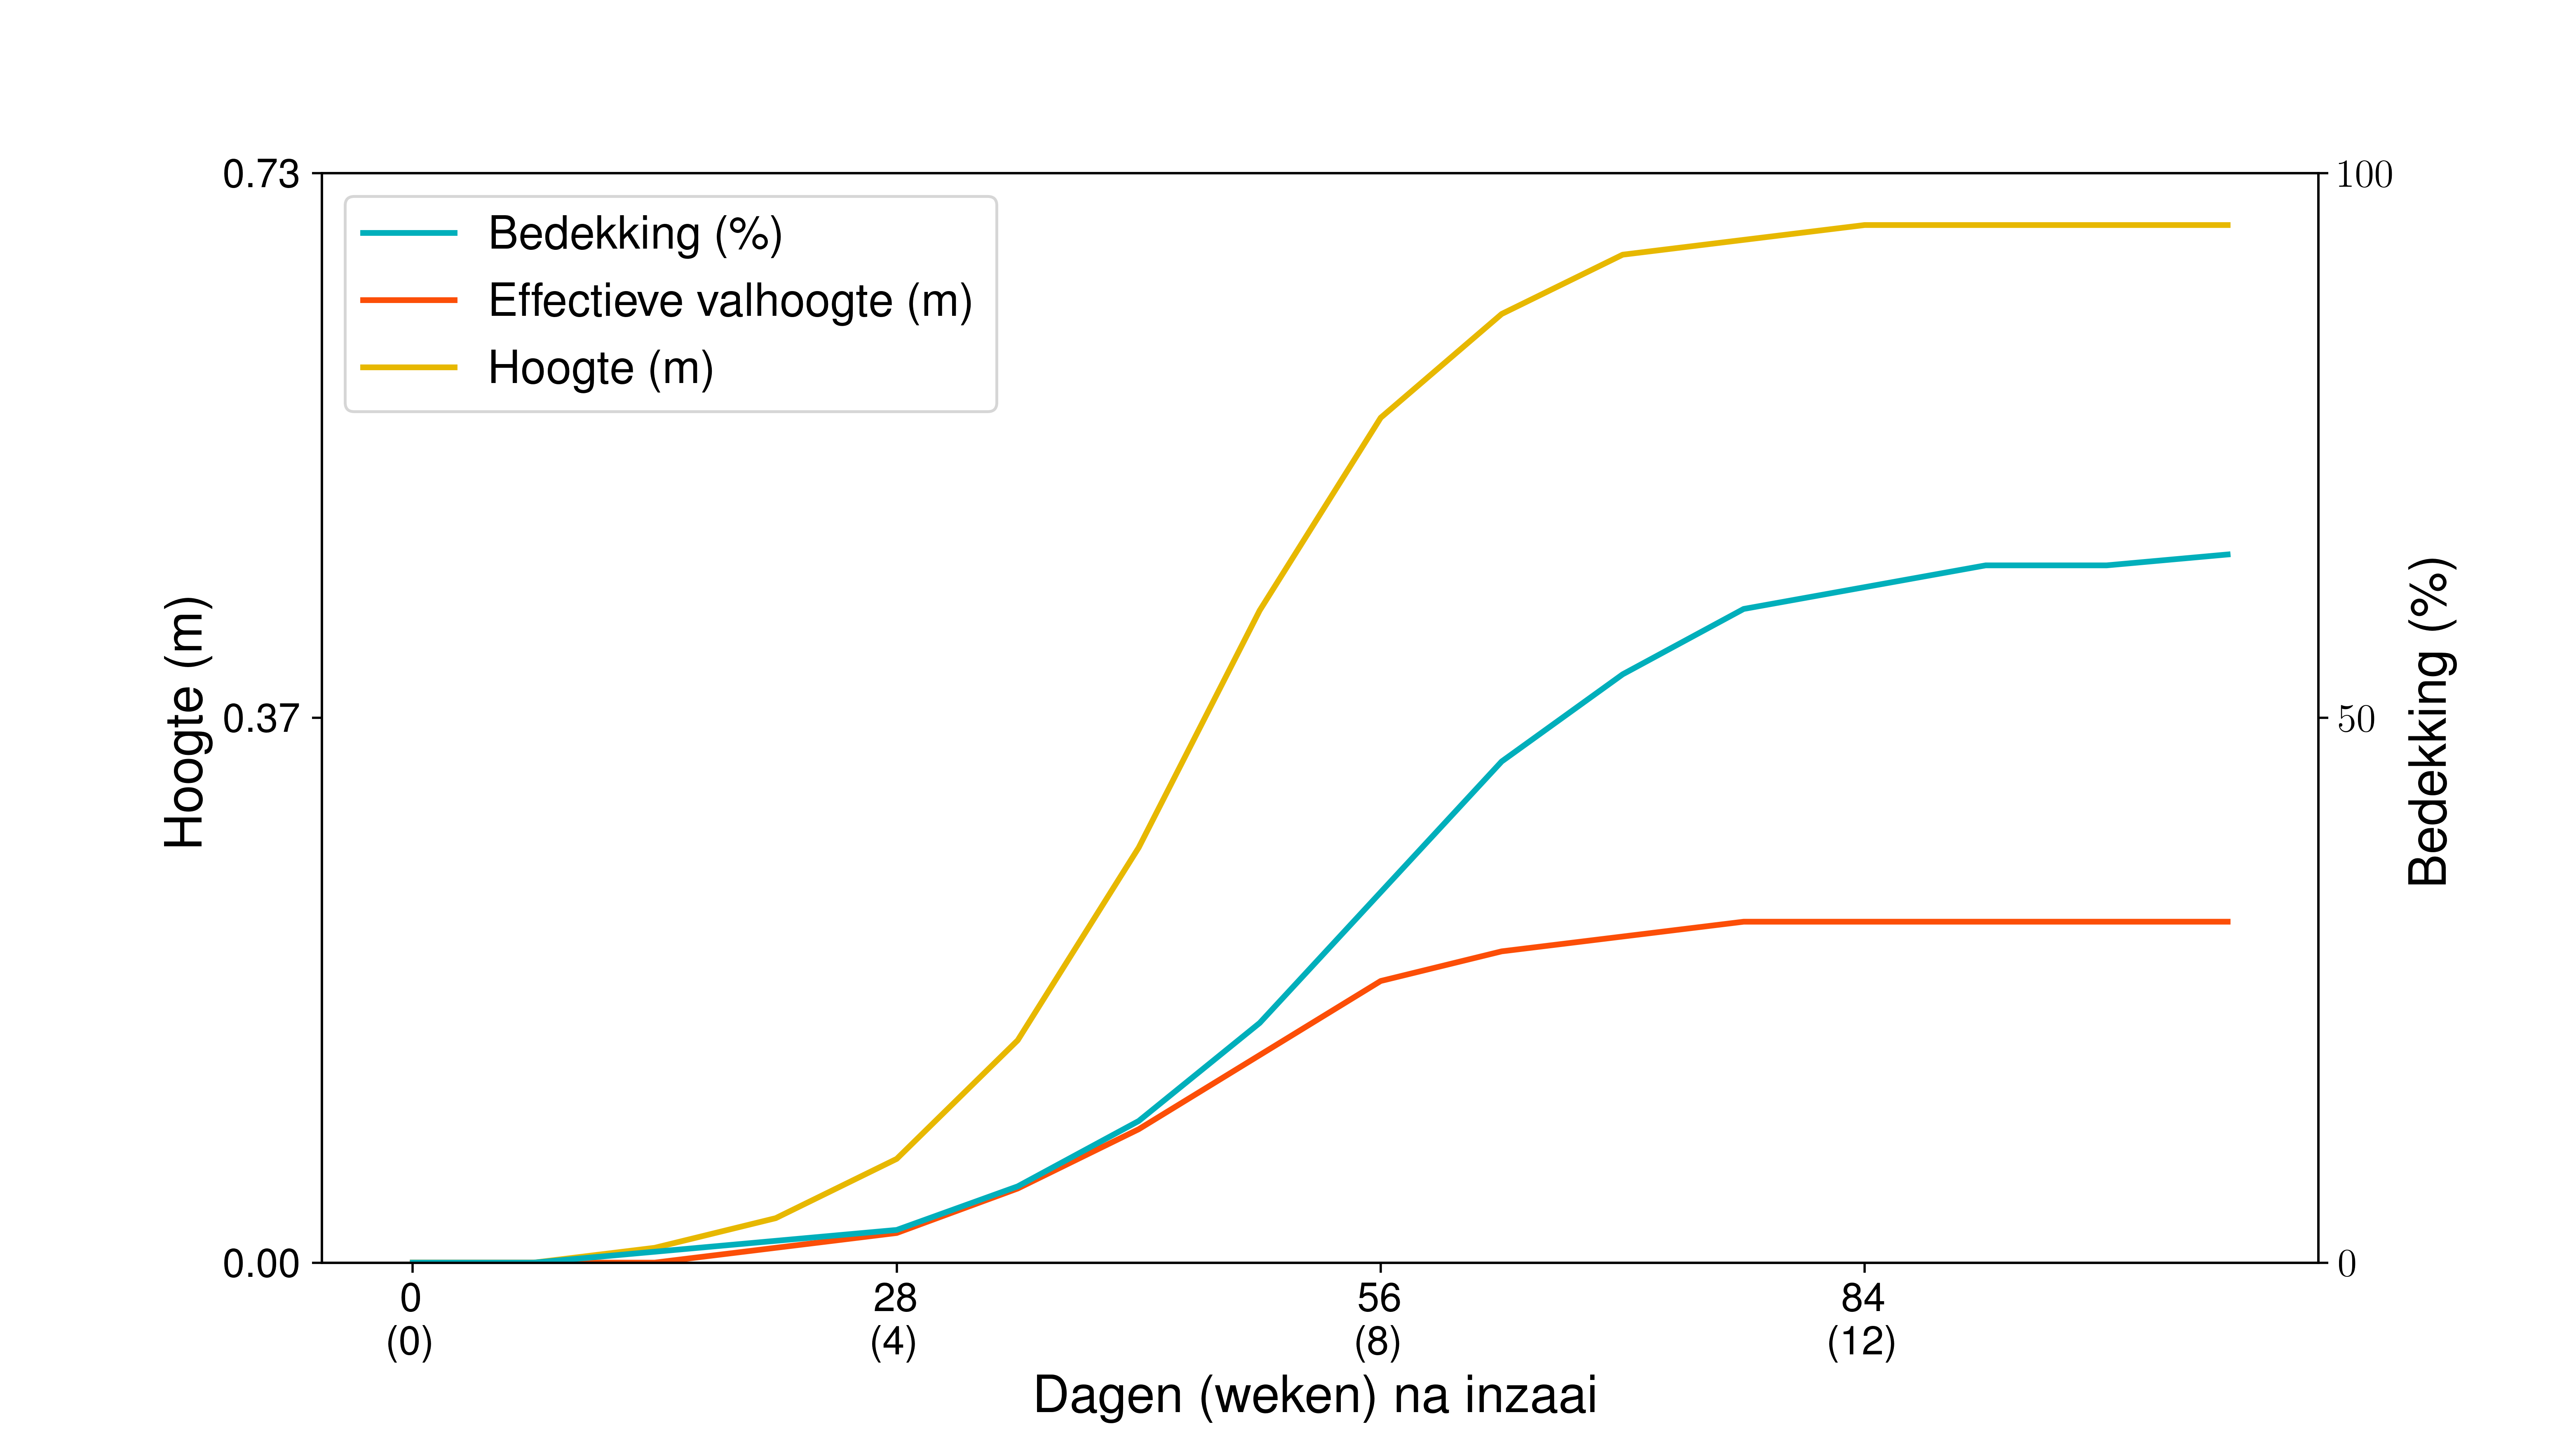 0.73
0.37
0.00
Hoogte (m)
Bedekking (%)
Effectieve valhoogte (m)
Hoogte (m)
100
50
0
Bedekking (%)
0 28 56 84
(0) (4) (8) (12)
Dagen (weken) na inzaai